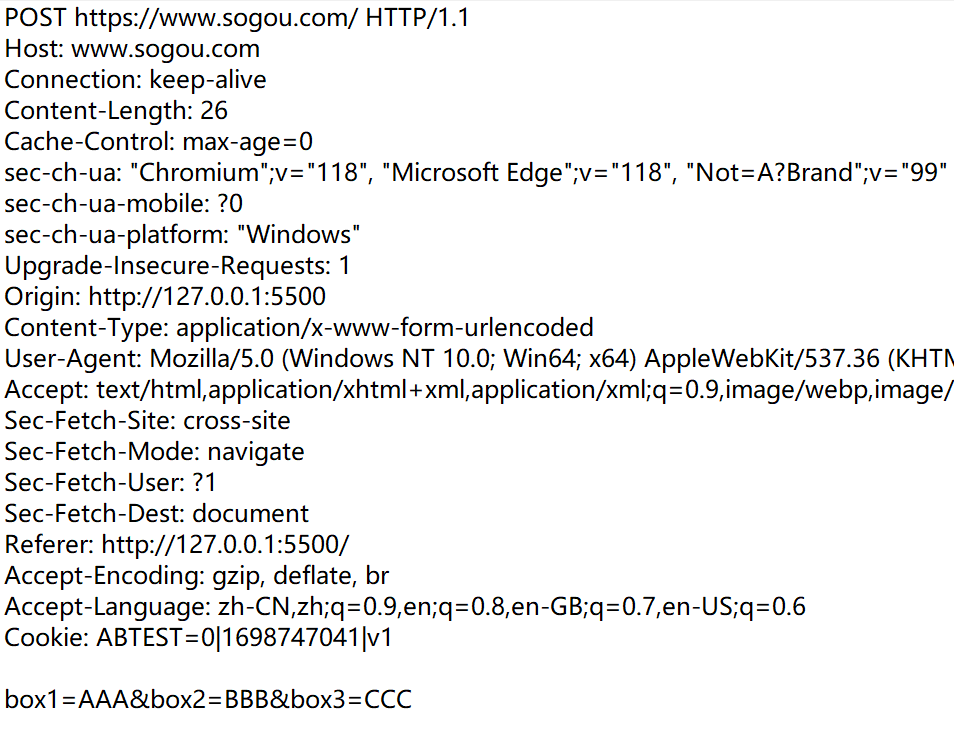 POST https://www.sogou.com/ HTTP/1.1
Host: www.sogou.com
Connection: keep-alive
Content-Length: 26
Cache-Control: max-age=0
sec-ch-ua: "Chromium";v="118", "Microsoft Edge";v="118", "Not=A?Brand";v="99"
sec-ch-ua-mobile: ?0
sec-ch-ua-platform: "Windows"
Upgrade-Insecure-Requests: 1
Origin: http://127.0.0.1:5500
Content-Type: application/x-www-form-urlencoded
User-Agent: Mozilla/5.0 (Windows NT 10.0; Win64; x64) AppleWebKit/537.36 (KHTM
Accept: text/html,application/xhtml+xml,application/xml;q=0.9,image/webp,image/
Sec-Fetch-Site: cross-site
Sec-Fetch-Mode: navigate
Sec-Fetch-User: ?1
Sec-Fetch-Dest: document
Referer: http://127.0.0.1:5500/
Accept-Encoding: gzip, deflate, br
Accept-Language: zh-CN,zh;q=0.9,en;q=0.8,en-GB;q=0.7,en-US;q=0.6
Cookie: ABTEST=0|1698747041|v1
box1=AAA&box2=BBB&box3=CCC